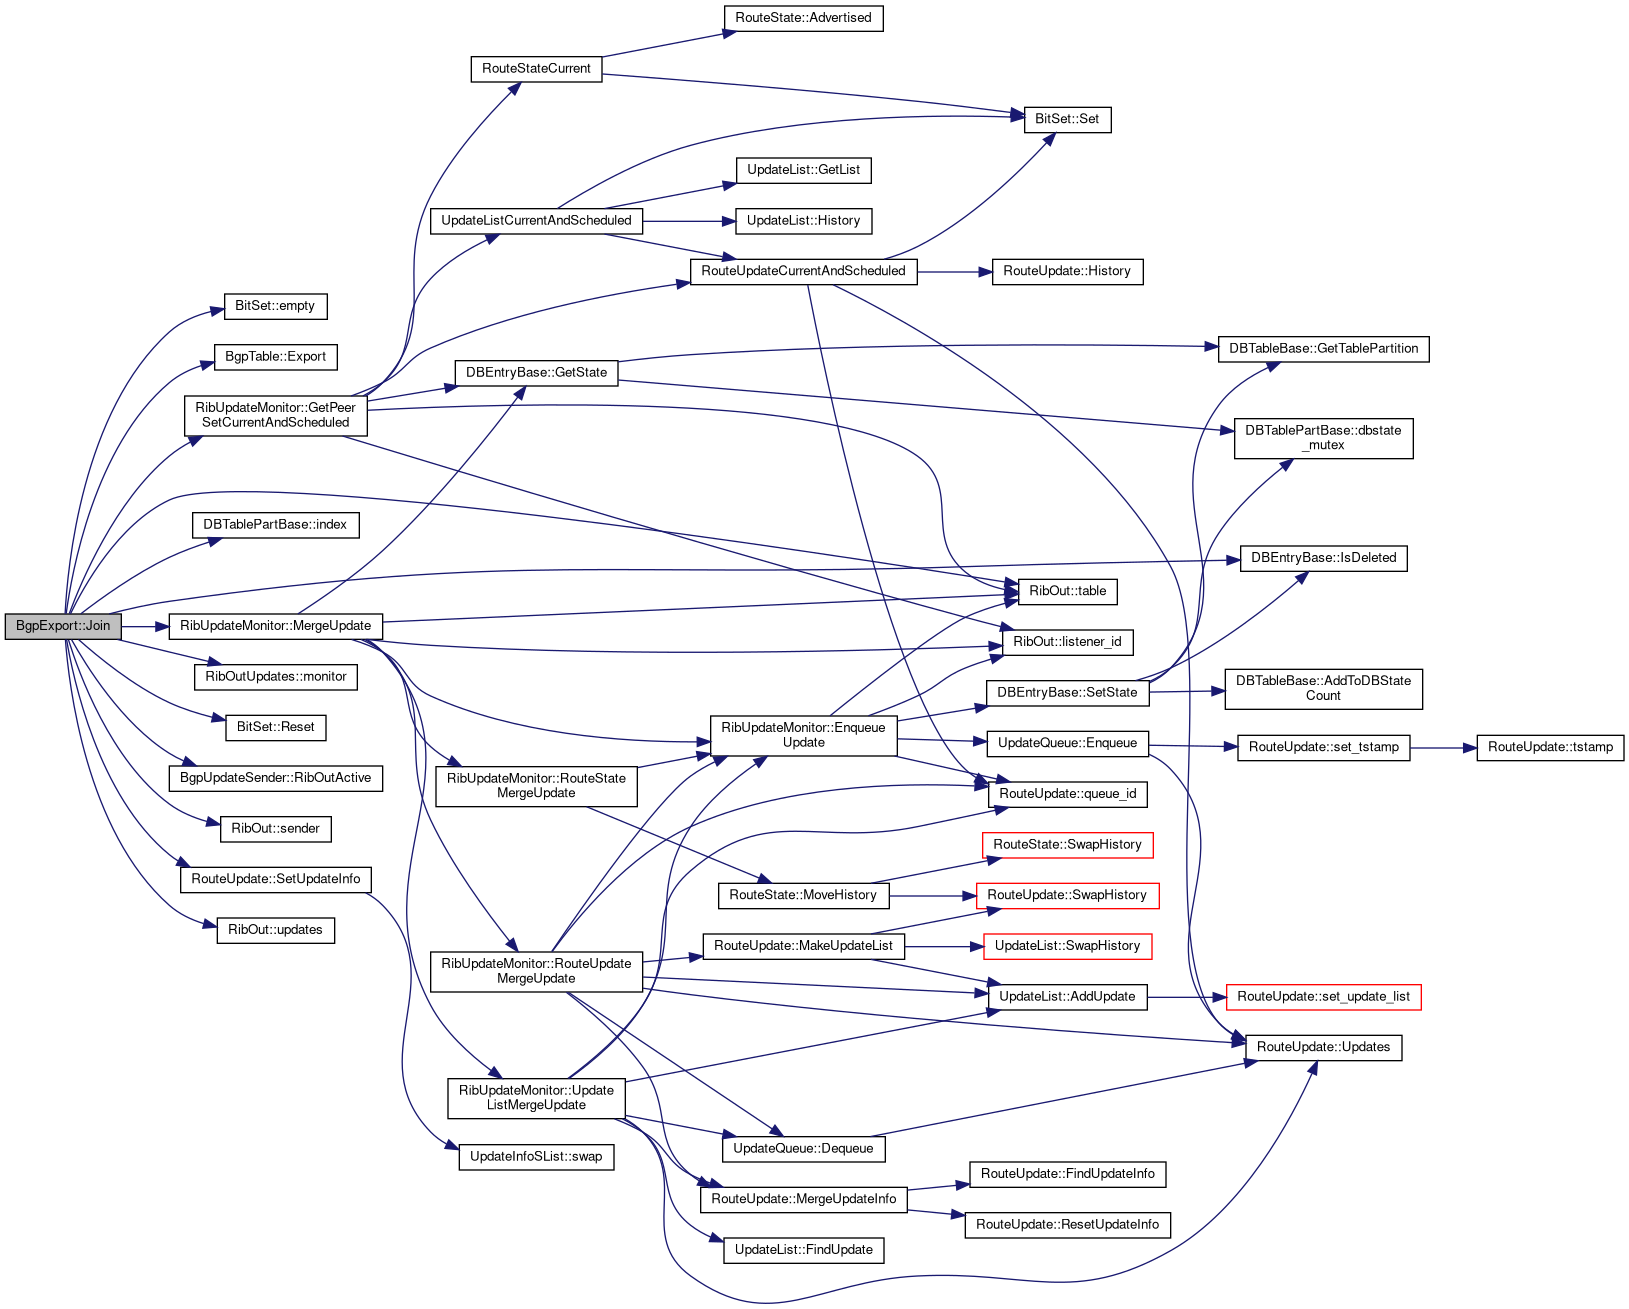 RouteState::Advertised
RouteStateCurrent
BitSet::Set
UpdateList::GetList
UpdateListCurrentAndScheduled
UpdateList::History
RouteUpdateCurrentAndScheduled
RouteUpdate::History
BitSet::empty
BgpTable::Export
DBTableBase::GetTablePartition
DBEntryBase::GetState
RibUpdateMonitor::GetPeer
SetCurrentAndScheduled
DBTablePartBase::dbstate
_mutex
DBTablePartBase::index
DBEntryBase::IsDeleted
RibOut::table
BgpExport::Join
RibUpdateMonitor::MergeUpdate
RibOut::listener_id
RibOutUpdates::monitor
DBEntryBase::SetState
DBTableBase::AddToDBState
Count
BitSet::Reset
RibUpdateMonitor::Enqueue
Update
UpdateQueue::Enqueue
RouteUpdate::set_tstamp
RouteUpdate::tstamp
BgpUpdateSender::RibOutActive
RibUpdateMonitor::RouteState
MergeUpdate
RouteUpdate::queue_id
RibOut::sender
RouteState::SwapHistory
RouteUpdate::SetUpdateInfo
RouteState::MoveHistory
RouteUpdate::SwapHistory
RibOut::updates
RouteUpdate::MakeUpdateList
UpdateList::SwapHistory
RibUpdateMonitor::RouteUpdate
MergeUpdate
UpdateList::AddUpdate
RouteUpdate::set_update_list
RouteUpdate::Updates
RibUpdateMonitor::Update
ListMergeUpdate
UpdateQueue::Dequeue
UpdateInfoSList::swap
RouteUpdate::FindUpdateInfo
RouteUpdate::MergeUpdateInfo
RouteUpdate::ResetUpdateInfo
UpdateList::FindUpdate